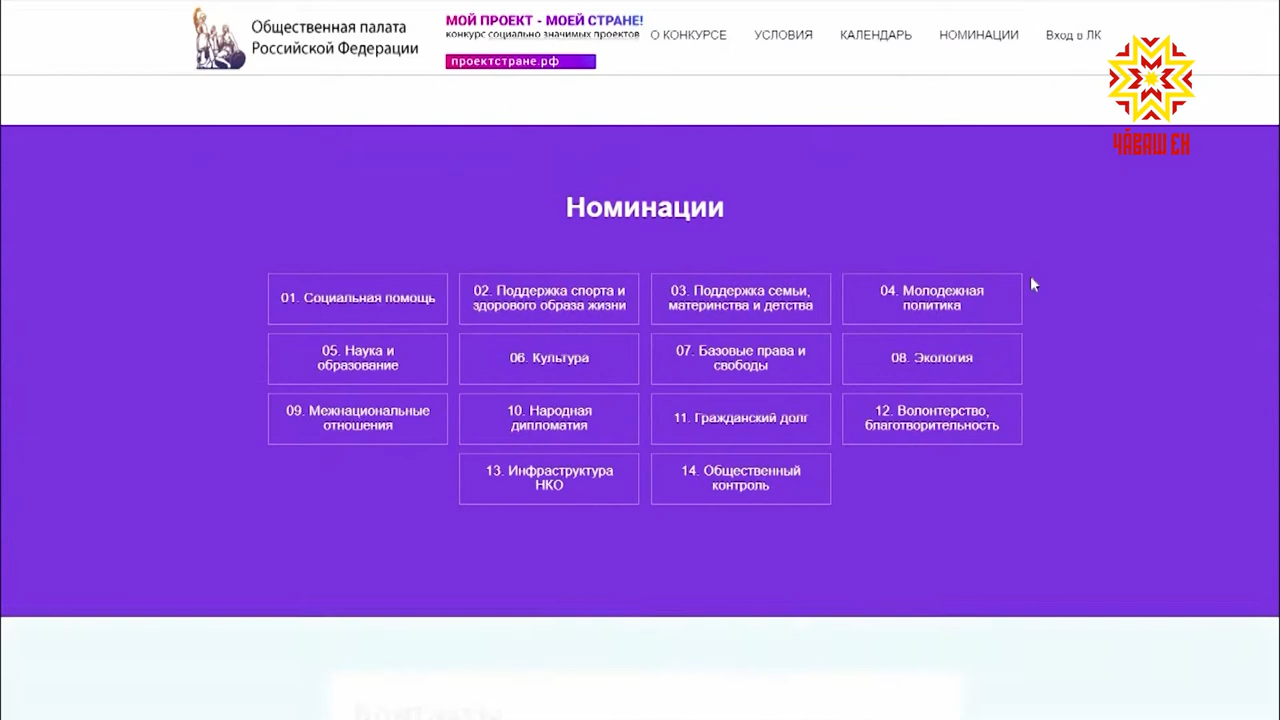 Общественная палата
Российской Федерации
МОЙ ПРОЕКТ - МОЕЙ СТРАНЕ!
конкурс социально значимых проектов
проектстране.рф
О КОНКУРСЕ
УСЛОВИЯ
КАЛЕНДАРЬ
НОМИНАЦИИ
Вход в ЛК
ЧӐВАШ ЕН
Номинации
01. Социальная помощь
02. Поддержка спорта и
здорового образа жизни
03. Поддержка семьи,
материнства и детства
04. Молодежная
политика
05. Наука и
образование
06. Культура
07. Базовые права и
свободы
08. Экология
09. Межнациональные
отношения
10. Народная
дипломатия
11. Гражданский долг
12. Волонтерство,
благотворительность
13. Инфраструктура
НКО
14. Общественный
контроль